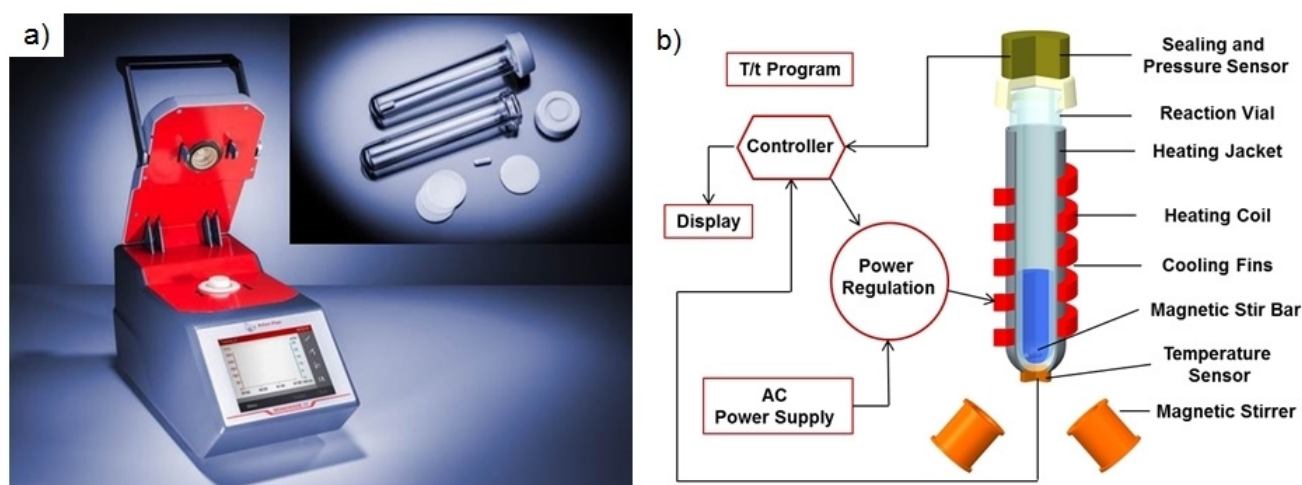 a)
b)
T/t Program
Controller
Display
Power
Regulation
AC
Power Supply
Sealing and
Pressure Sensor
Reaction Vial
Heating Jacket
Heating Coil
Cooling Fins
Magnetic Stir Bar
Temperature
Sensor
Magnetic Stirrer